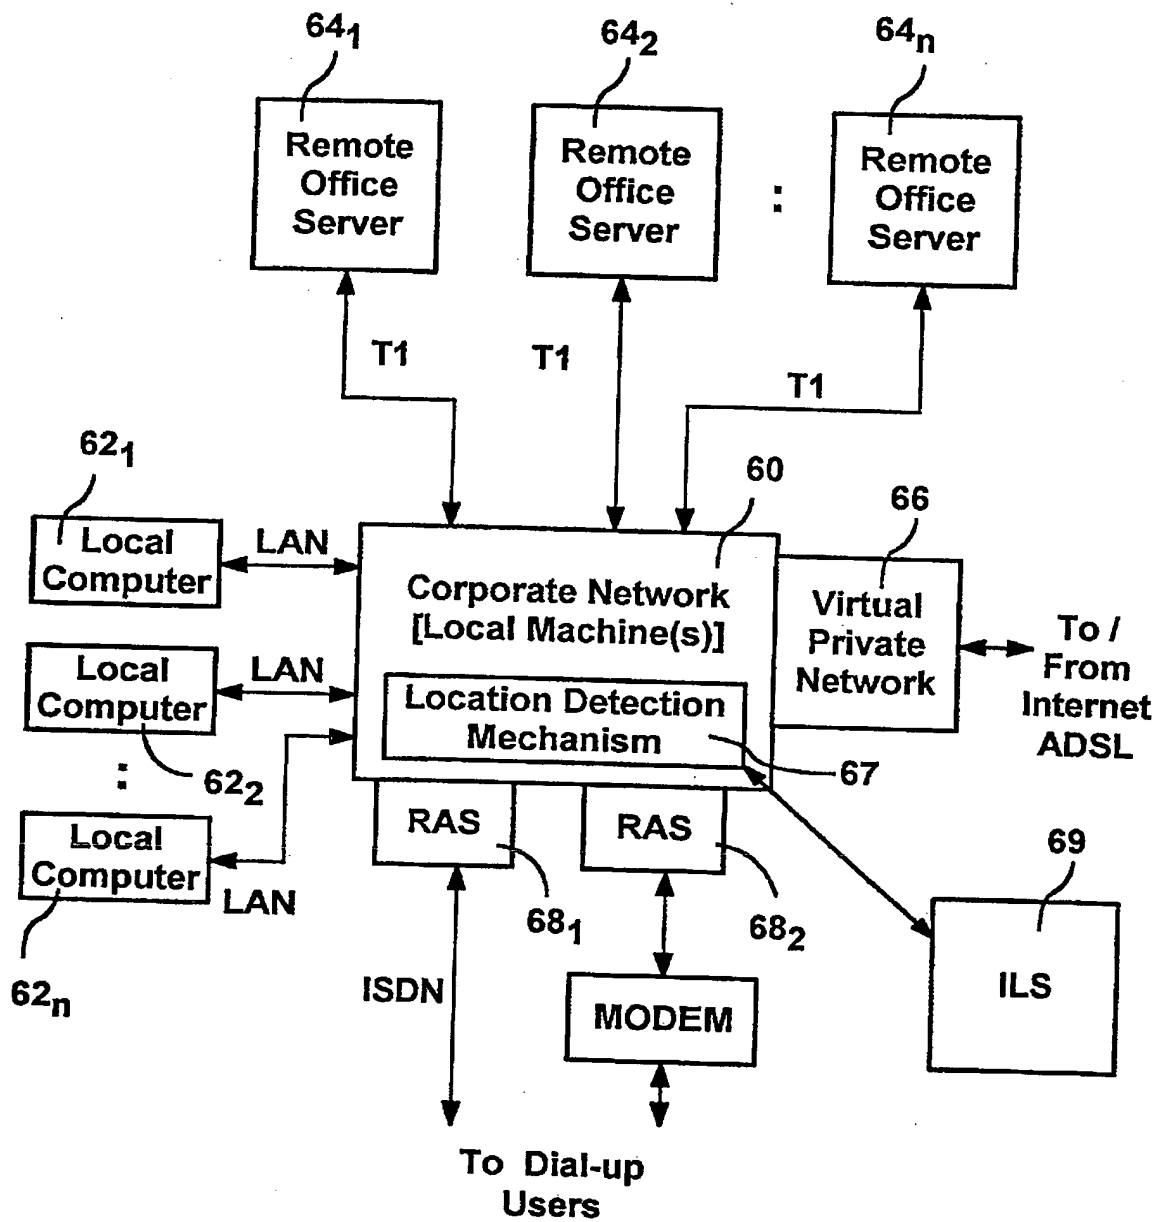 64₁
64₂
64n
Remote
Office
Server
Remote
Office
Server
:
Remote
Office
Server
T1
T1
T1
62₁
60
66
Local
Computer
LAN
Corporate Network
[Local Machine(s)]
Virtual
Private
Network
To /
From
Internet
ADSL
Local
Computer
LAN
Location Detection
Mechanism
67
:
62₂
RAS
RAS
Local
Computer
LAN
69
68₁
68₂
62n
ISDN
MODEM
ILS
To Dial-up
Users